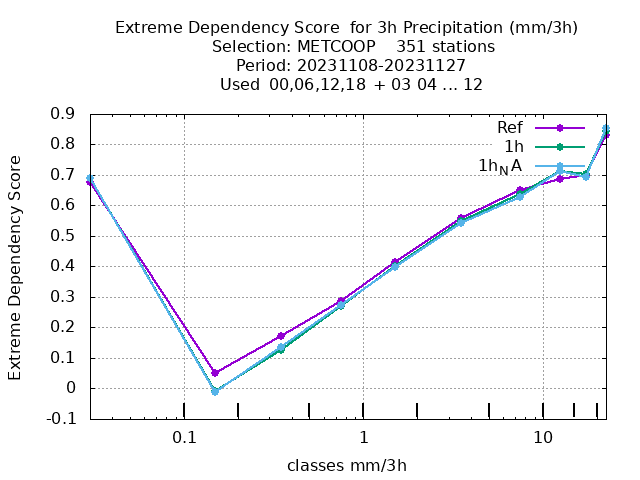 Extreme Dependency Score  for 3h Precipitation (mm/3h)
Selection: METCOOP    351 stations
Period: 20231108-20231127
Used  00,06,12,18  + 03 04 ... 12
Ref
1h
1h_N A
Extreme Dependency Score
0.9
0.8
0.7
0.6
0.5
0.4
0.3
0.2
0.1
0
-0.1
0.1
1
10
classes mm/3h